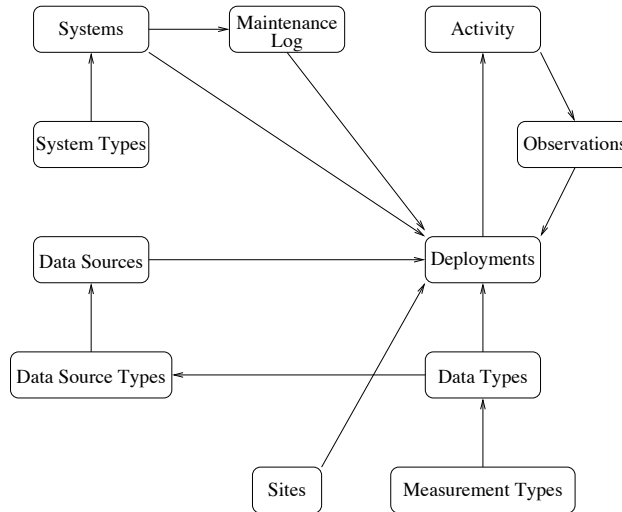 Systems
Maintenance
Log
Activity
System Types
Observations
Data Sources
Deployments
Data Source Types
Data Types
Sites
Measurement Types